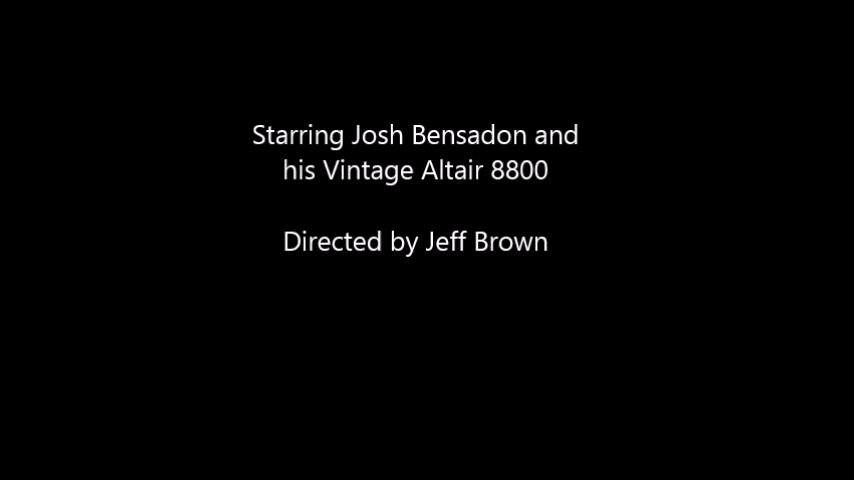 Starring Josh Bensadon and
his Vintage Altair 8800
Directed by Jeff Brown